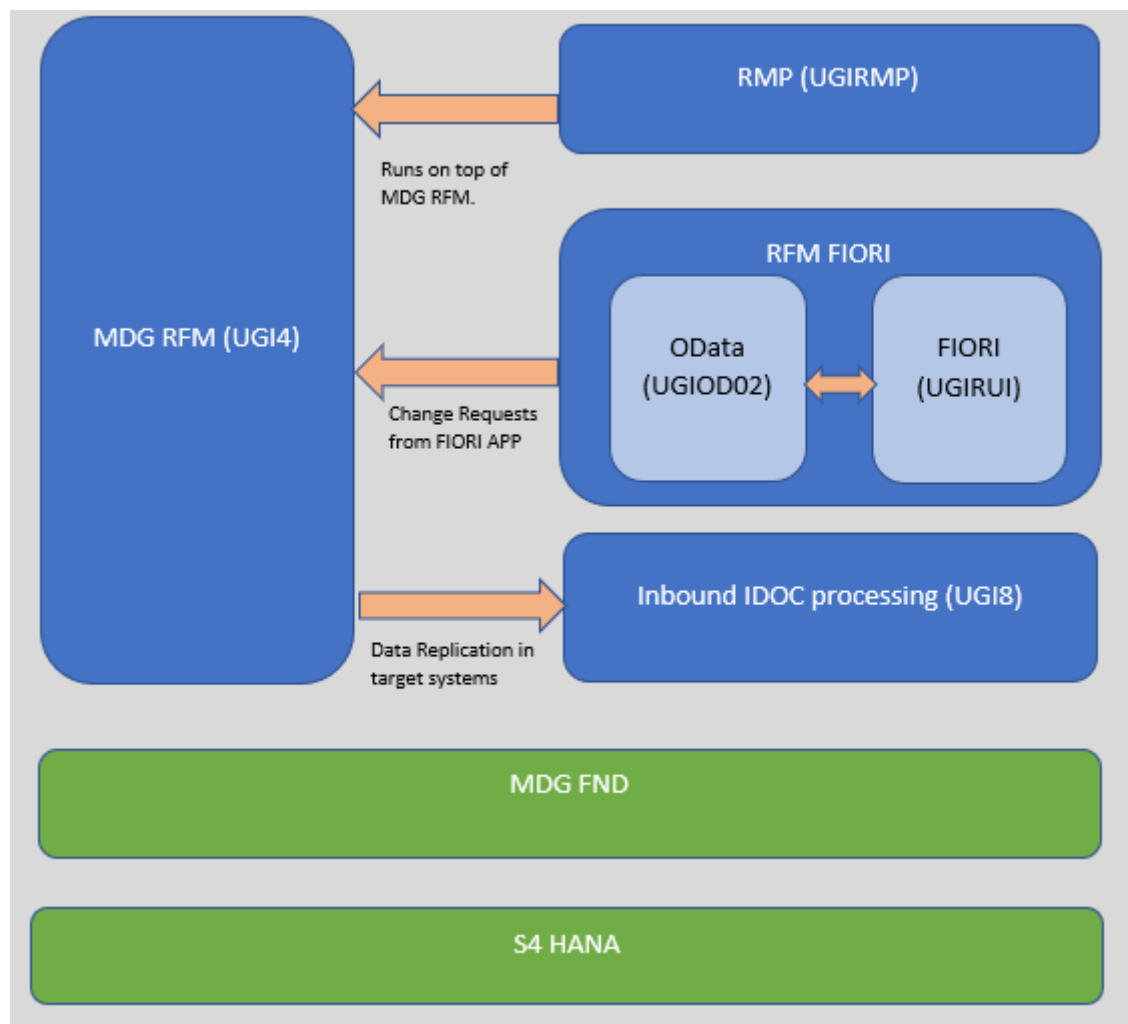 RMP (UGIRMP)
Runs on top of
MDG RFM.
RFM FIORI
MDG RFM (UGI4)
OData
(UGIOD02)
FIORI
(UGIRUI)
Change Requests
from FIORI APP
Inbound IDOC processing (UGI8)
Data Replication in
target systems
MDG FND
S4 HANA